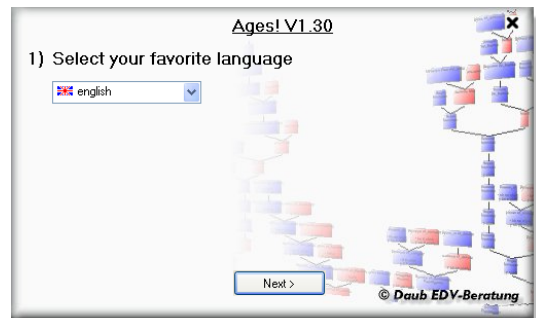 Ages! V1.30
1) Select your favorite language
english
Next >
© Daub EDV-Beratung